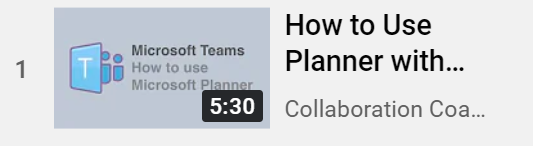 1
Microsoft Teams
How to use
Microsoft Planner
5:30
How to Use
Planner with...
Collaboration Coa...
T